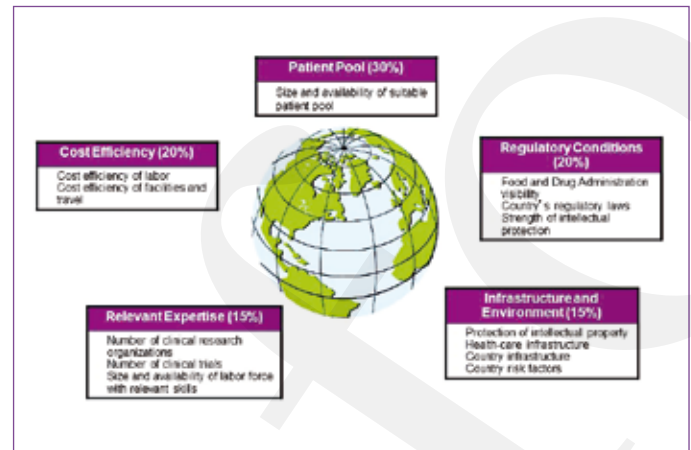 Patient Pool (30%)
Size and availability of suitable
patient pool
Cost Efficiency (20%)
Cost efficiency of labor
Cost efficiency of facilities and
travel
Regulatory Conditions
(20%)
Food and Drug Administration
visibility
Country's regulatory laws
Strength of intellectual
protection
Relevant Expertise (15%)
Number of clinical research
organizations
Number of clinical trials
Size and availability of labor force
with relevant skills
Infrastructure and
Environment (15%)
Protection of intellectual property
Health-care infrastructure
Country infrastructure
Country risk factors